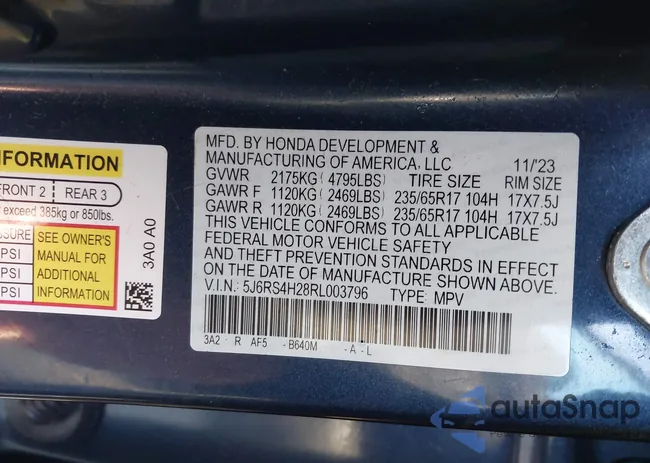 NFORMATION
FRONT 2 REAR 3
exceed 385kg or 850lbs.
SURE SEE OWNER'S
PSI MANUAL FOR
PSI ADDITIONAL
PSI INFORMATION
3A0 A0
MFD. BY HONDA DEVELOPMENT &
MANUFACTURING OF AMERICA, LLC 11/'23
GVWR 2175KG (4795LBS) TIRE SIZE RIM SIZE
GAWR F 1120KG (2469LBS) 235/65R17 104H 17X7.5J
GAWR R 1120KG (2469LBS) 235/65R17 104H 17X7.5J
THIS VEHICLE CONFORMS TO ALL APPLICABLE
FEDERAL MOTOR VEHICLE SAFETY
AND THEFT PREVENTION STANDARDS IN EFFECT
ON THE DATE OF MANUFACTURE SHOWN ABOVE.
V.I.N.: 5J6RS4H28RL003796 TYPE: MPV
3A2 · R AF5 - B640M - A - L
autoSnap